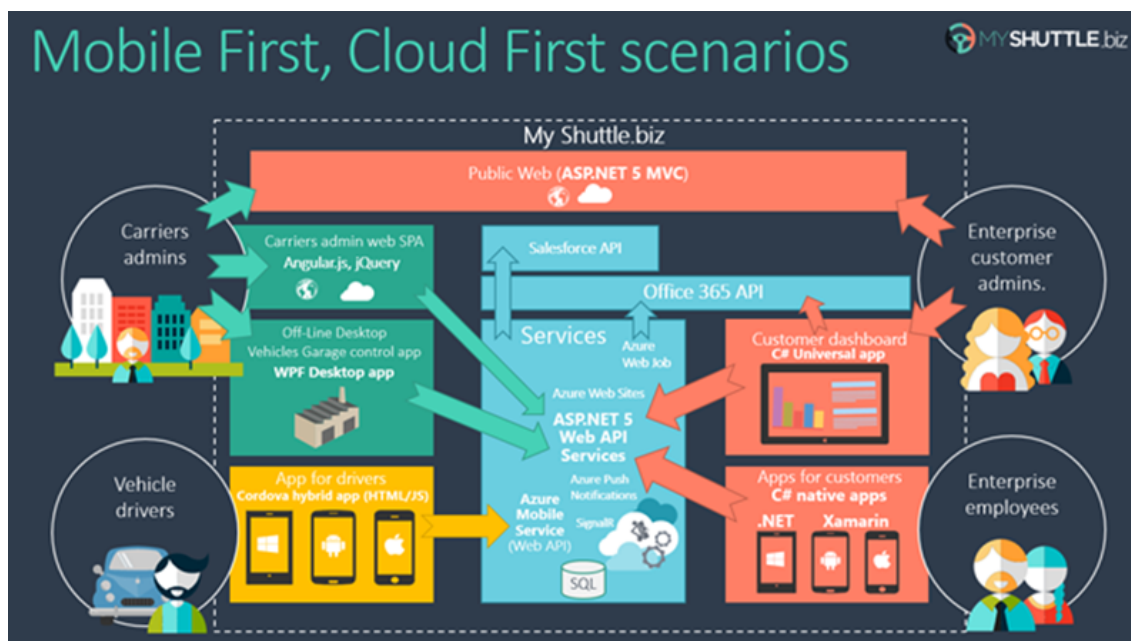 Mobile First, Cloud First scenarios
MYSHUTTLE.biz
My Shuttle.biz
Public Web (ASP.NET 5 MVC)
Carriers
admins
Carriers admin web SPA
Angular.js, jQuery
Salesforce API
Office 365 API
Enterprise
customer
admins.
Off-Line Desktop
Vehicles Garage control app
WPF Desktop app
Services
Azure
Web Job
Azure Web Sites
ASP.NET 5
Web API
Services
Customer dashboard
C# Universal app
Vehicle
drivers
App for drivers
Cordova hybrid app (HTML/JS)
Azure Push
Notifications
Azure
Mobile
Service
(Web API)
SignalR
SQL
Apps for customers
C# native apps
.NET
Xamarin
Enterprise
employees